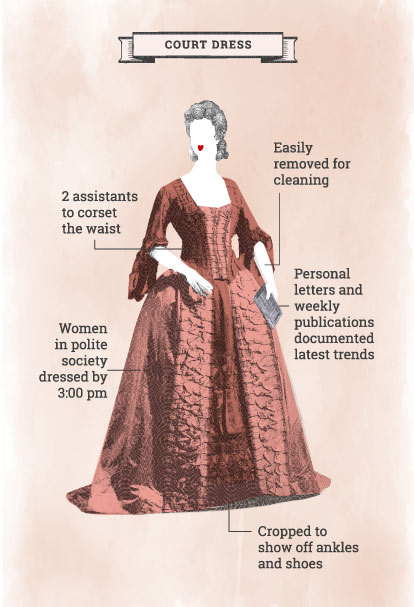 COURT DRESS
Easily
removed for
cleaning
2 assistants
to corset
the waist
Personal
letters and
weekly
publications
documented
latest trends
Women
in polite
society
dressed by
3:00 pm
Cropped to
show off ankles
and shoes